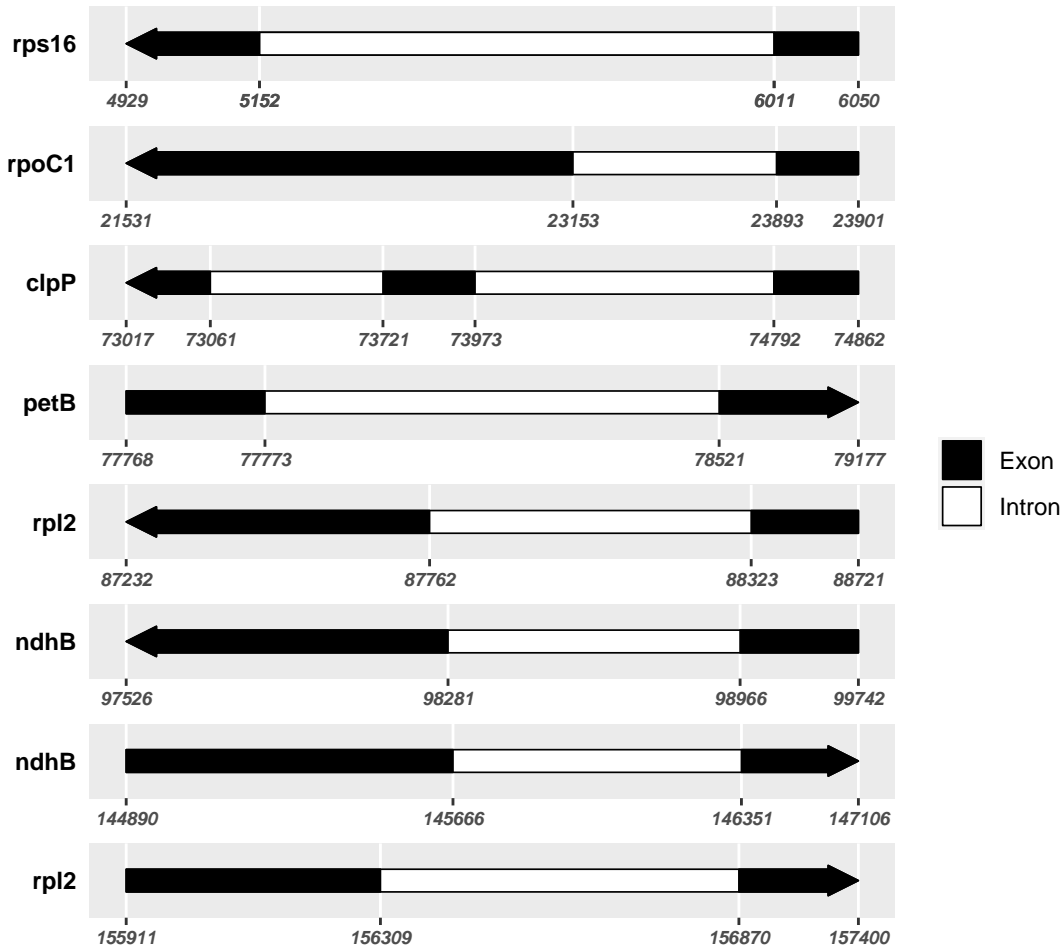 rps16
4929 5152 6011 6050
rpoC1
21531 23153 23893 23901
clpP
73017 73061 73721 73973 74792 74862
petB
77768 77773 78521 79177
rpl2
87232 87762 88323 88721
ndhB
97526 98281 98966 99742
ndhB
144890 145666 146351 147106
rpl2
155911 156309 156870 157400
Exon
Intron